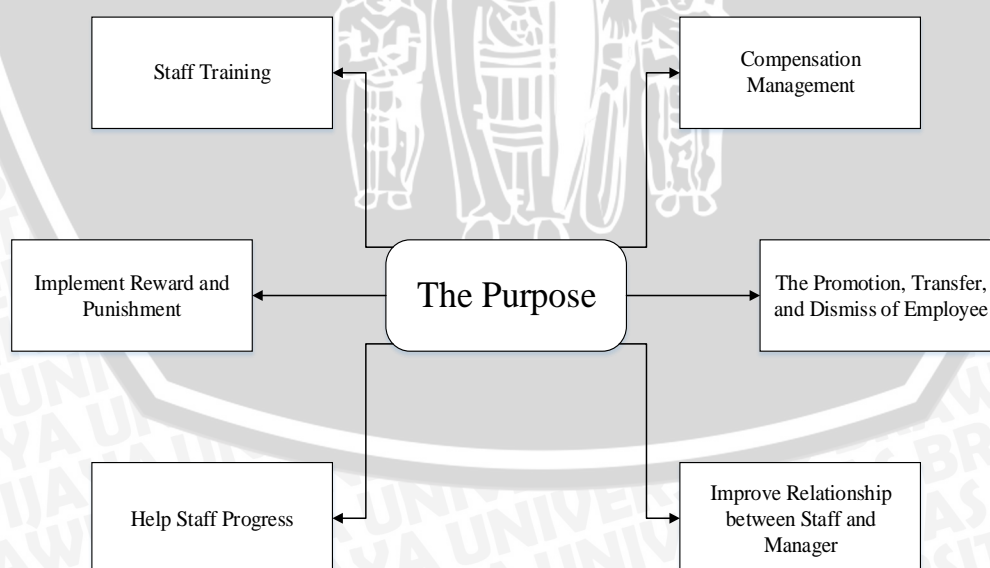 Staff Training
Compensation
Management
Implement Reward and
Punishment
The Purpose
The Promotion, Transfer,
and Dismiss of Employee
Help Staff Progress
Improve Relationship
between Staff and
Manager